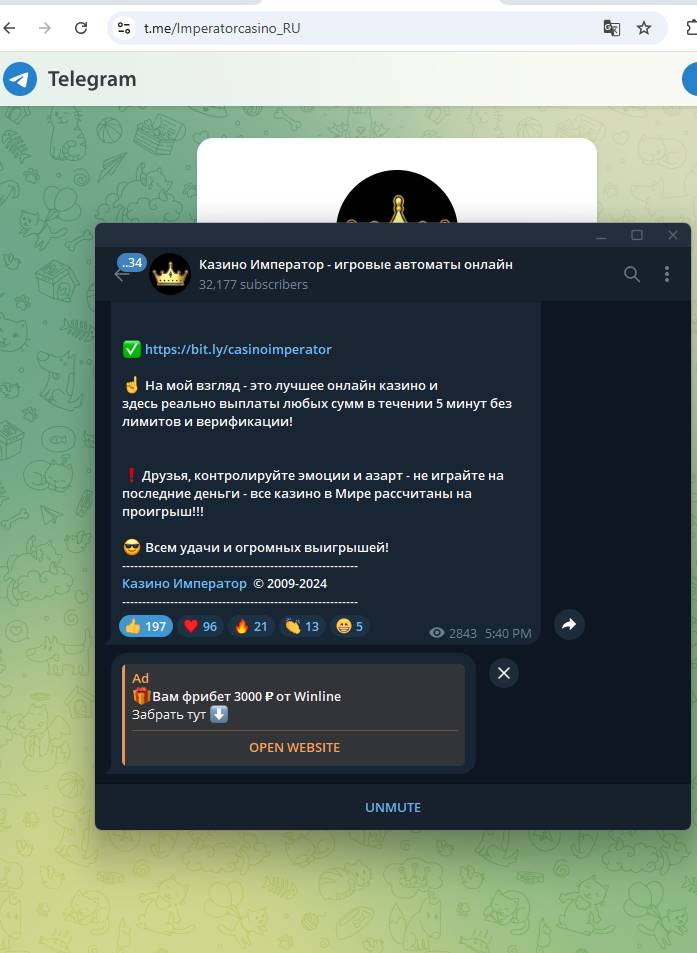 t.me/Imperatorcasino_RU
Telegram
..34
Казино Император - игровые автоматы онлайн
32,177 subscribers
✅ https://bit.ly/casinoimperator
☝ На мой взгляд - это лучшее онлайн казино и
здесь реально выплаты любых сумм в течении 5 минут без
лимитов и верификации!
❗ Друзья, контролируйте эмоции и азарт - не играйте на
последние деньги - все казино в Мире рассчитаны на
проигрыш!!!
😎 Всем удачи и огромных выигрышей!
-----------------------------------------------------------
Казино Император © 2009-2024
-----------------------------------------------------------
👍 197 ❤ 96 🔥 21 👏 13 😁 5
2843 5:40 PM
Ad
🎁Вам фрибет 3000 ₽ от Winline
Забрать тут ⬇
OPEN WEBSITE
UNMUTE